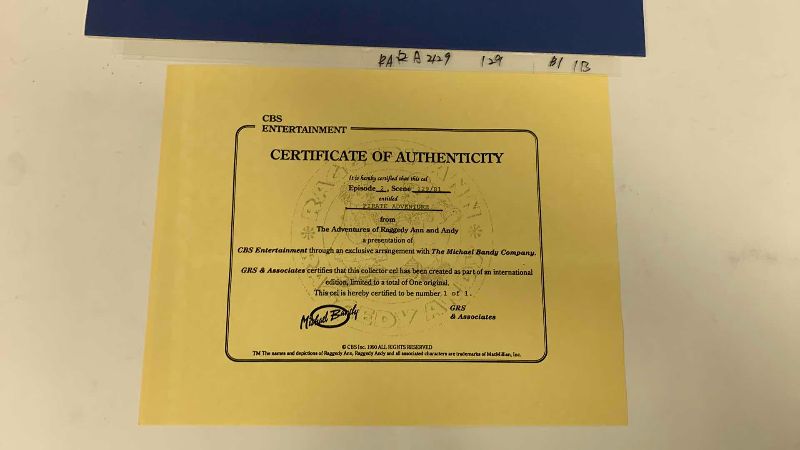 RA R A 2429 129 B1 1B
CBS
ENTERTAINMENT
CERTIFICATE OF AUTHENTICITY
It is hereby certified that this cel
Episode 2, Scene 129/B1
entitled
PIRATE ADVENTURE
from
The Adventures of Raggedy Ann and Andy
a presentation of
CBS Entertainment through an exclusive arrangement with The Michael Bandy Company.
GRS & Associates certifies that this collector cel has been created as part of an international
edition, limited to a total of One original.
This cel is hereby certified to be number 1 of 1.
Michael Bandy
GRS
& Associates
© CBS Inc. 1990 ALL RIGHTS RESERVED
TM The names and depictions of Raggedy Ann, Raggedy Andy and all associated characters are trademarks of MacMillian, Inc.